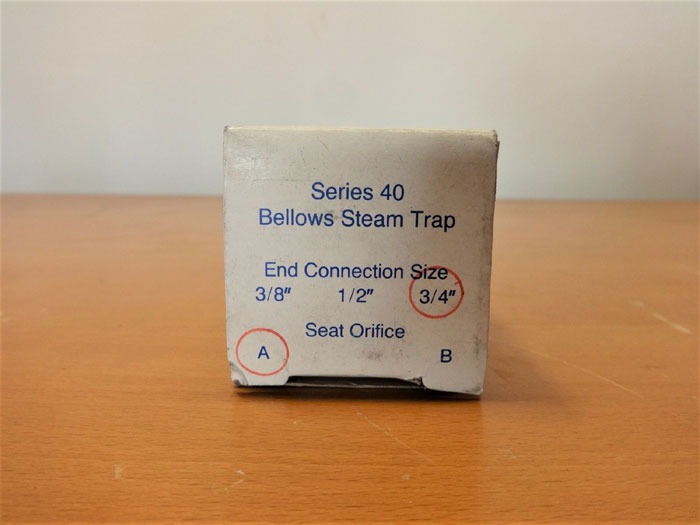 Series 40
Bellows Steam Trap
End Connection Size
3/8" 1/2" 3/4"
Seat Orifice
A B